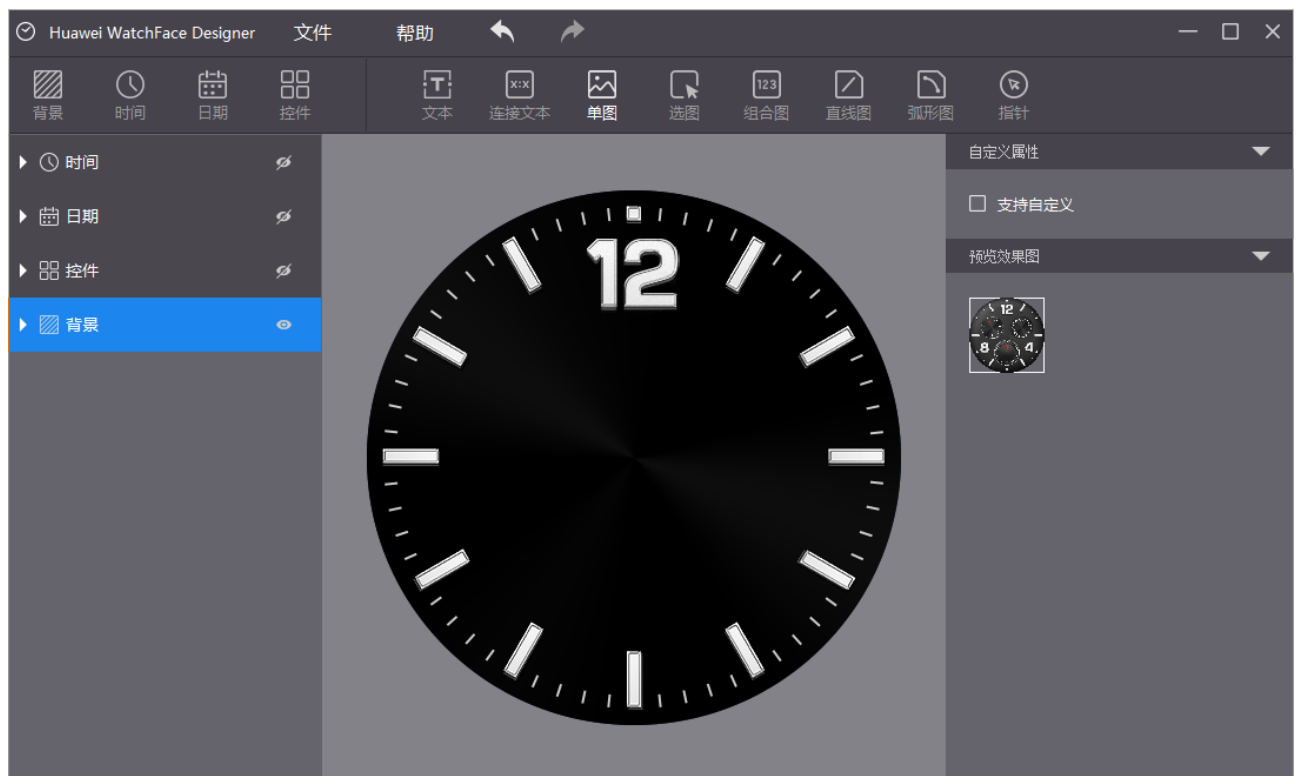 Huawei WatchFace Designer 文件 帮助
背景 时间 日期 控件 文本 连接文本 单图 选图 组合图 直线图 弧形图 指针
时间
日期
控件
背景
自定义属性
支持自定义
预览效果图
12
12
8 4